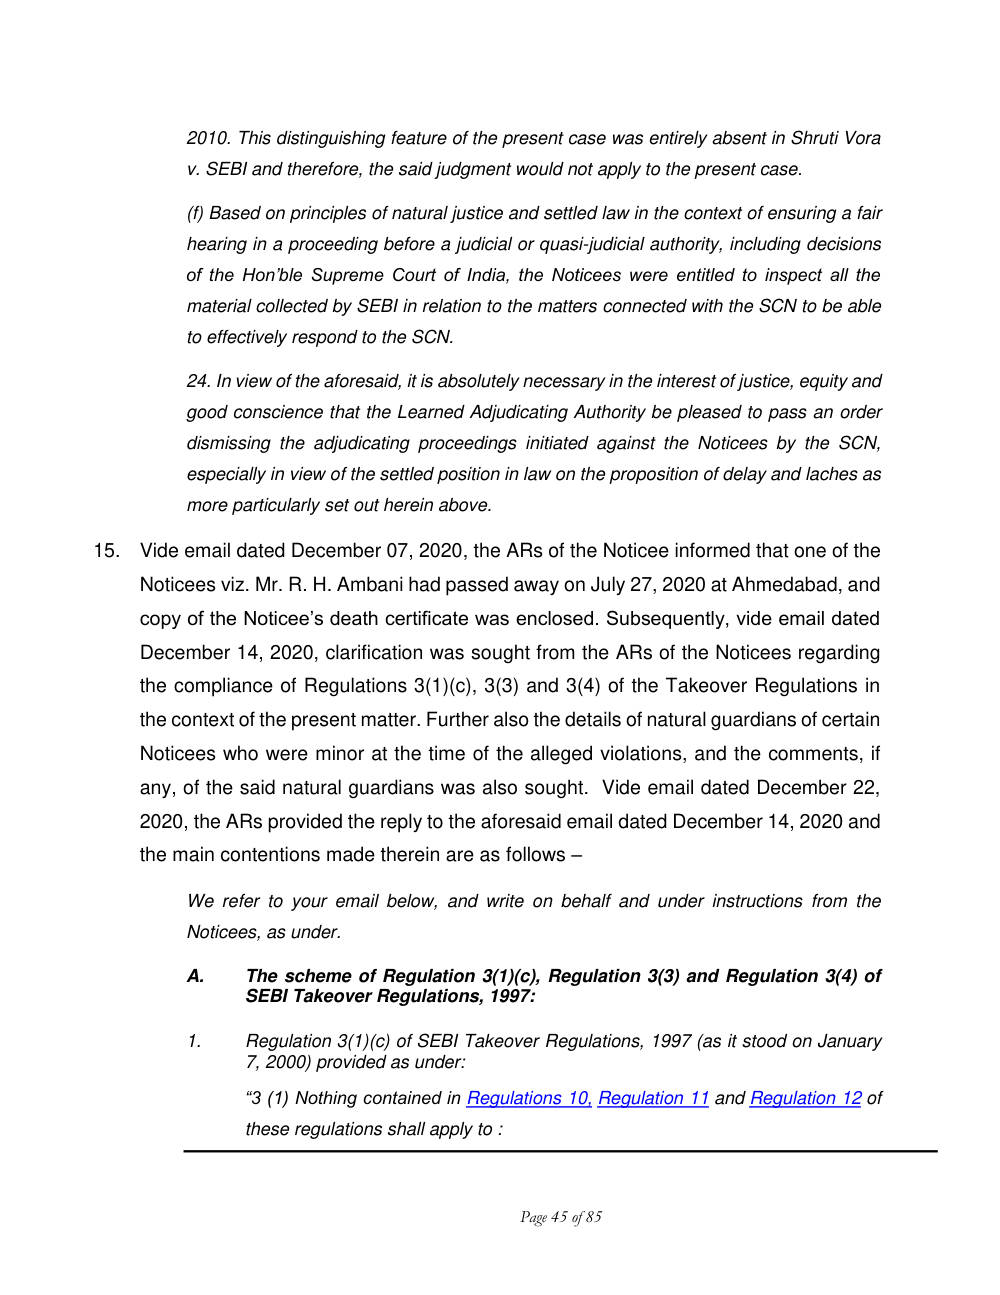 2010. This distinguishing feature of the present case was entirely absent in Shruti Vora
v. SEBI and therefore, the said judgment would not apply to the present case.
(f) Based on principles of natural justice and settled law in the context of ensuring a fair
hearing in a proceeding before a judicial or quasi-judicial authority, including decisions
of the Hon’ble Supreme Court of India, the Noticees were entitled to inspect all the
material collected by SEBI in relation to the matters connected with the SCN to be able
to effectively respond to the SCN.
24. In view of the aforesaid, it is absolutely necessary in the interest of justice, equity and
good conscience that the Learned Adjudicating Authority be pleased to pass an order
dismissing the adjudicating proceedings initiated against the Noticees by the SCN,
especially in view of the settled position in law on the proposition of delay and laches as
more particularly set out herein above.
15. Vide email dated December 07, 2020, the ARs of the Noticee informed that one of the
Noticees viz. Mr. R. H. Ambani had passed away on July 27, 2020 at Ahmedabad, and
copy of the Noticee’s death certificate was enclosed. Subsequently, vide email dated
December 14, 2020, clarification was sought from the ARs of the Noticees regarding
the compliance of Regulations 3(1)(c), 3(3) and 3(4) of the Takeover Regulations in
the context of the present matter. Further also the details of natural guardians of certain
Noticees who were minor at the time of the alleged violations, and the comments, if
any, of the said natural guardians was also sought. Vide email dated December 22,
2020, the ARs provided the reply to the aforesaid email dated December 14, 2020 and
the main contentions made therein are as follows –
We refer to your email below, and write on behalf and under instructions from the
Noticees, as under.
A. The scheme of Regulation 3(1)(c), Regulation 3(3) and Regulation 3(4) of
SEBI Takeover Regulations, 1997:
1. Regulation 3(1)(c) of SEBI Takeover Regulations, 1997 (as it stood on January
7, 2000) provided as under:
“3 (1) Nothing contained in Regulations 10, Regulation 11 and Regulation 12 of
these regulations shall apply to :
Page 45 of 85